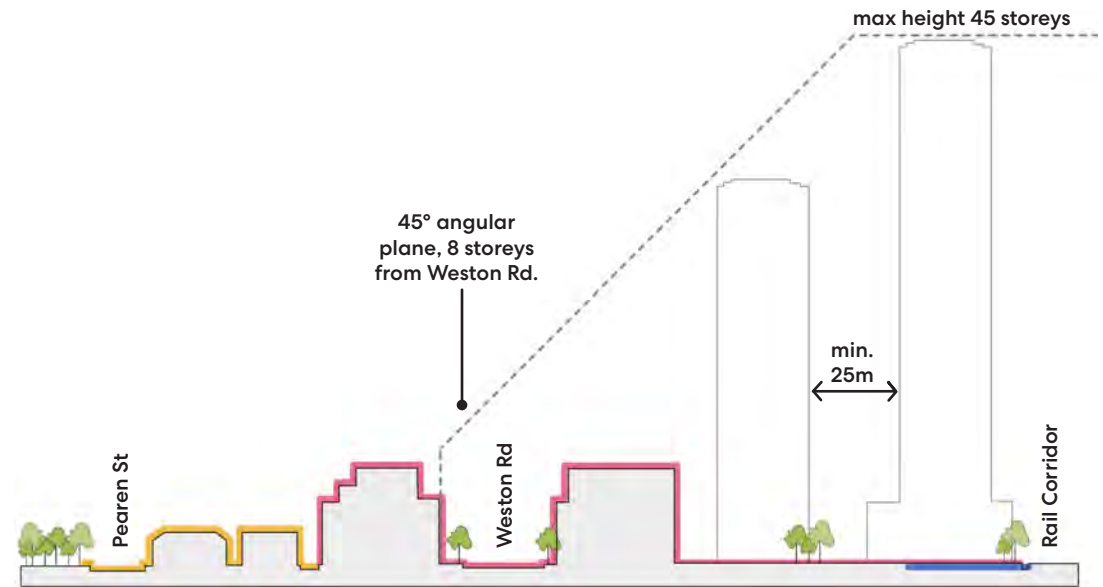 max height 45 storeys
45° angular
plane, 8 storeys
from Weston Rd.
min.
25m
Pearen St
Weston Rd
Rail Corridor